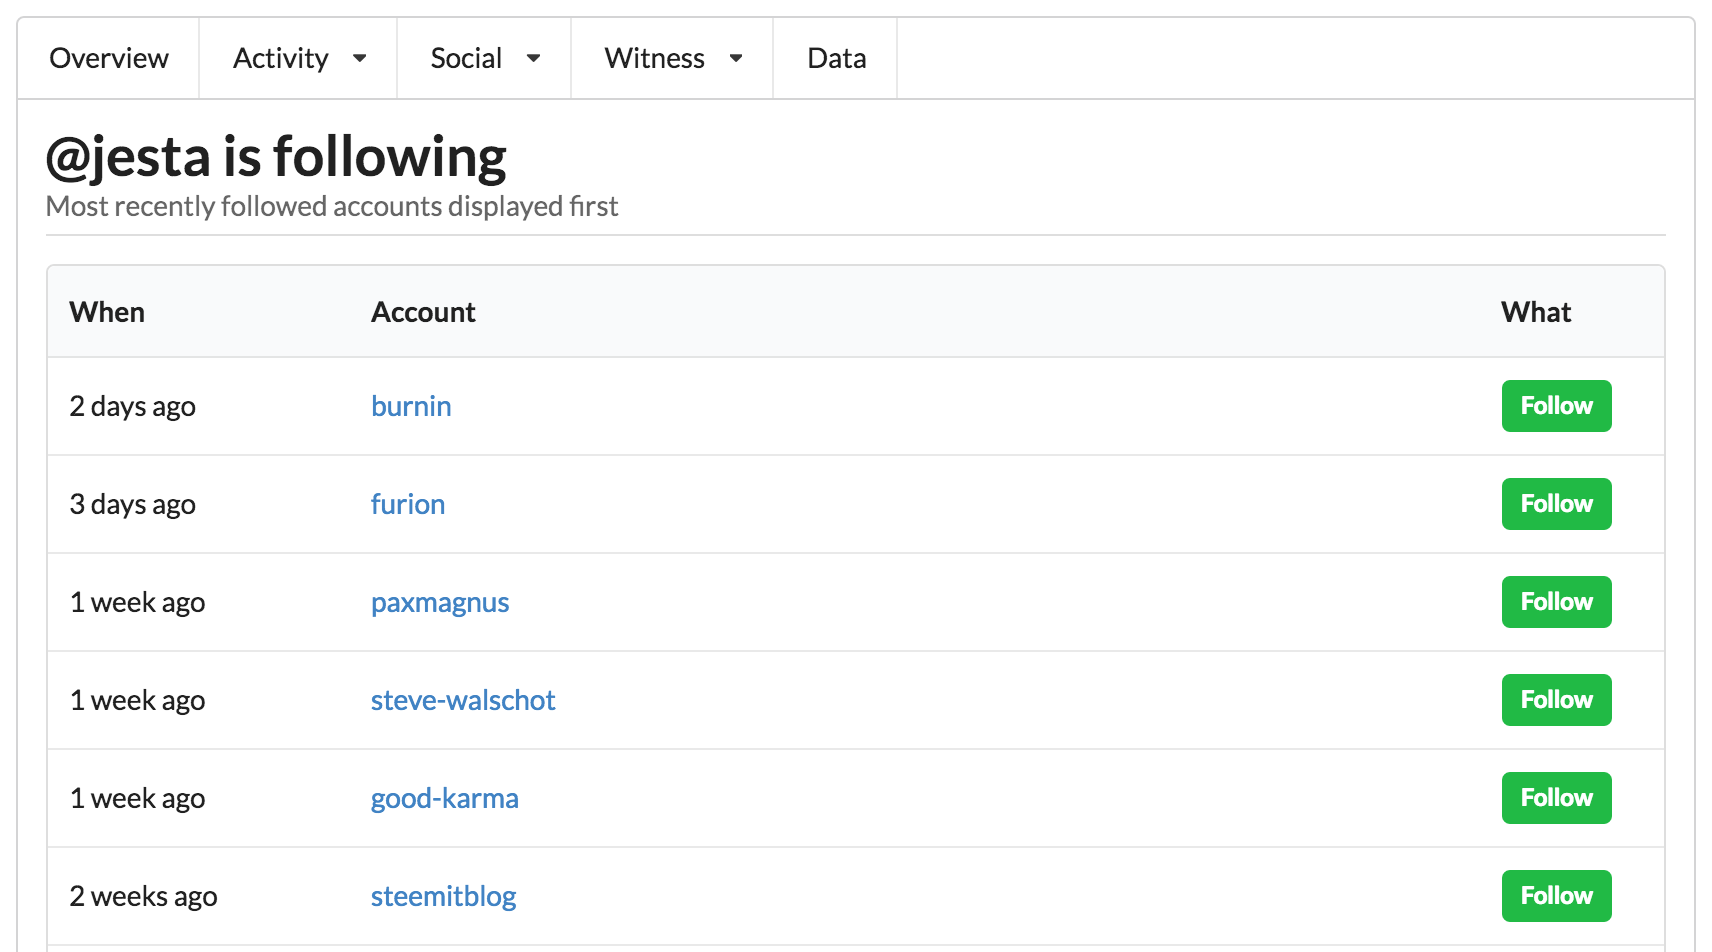 Overview Activity Social Witness Data
@jesta is following
Most recently followed accounts displayed first
When Account What
2 days ago burnin Follow
3 days ago furion Follow
1 week ago paxmagnus Follow
1 week ago steve-walschot Follow
1 week ago good-karma Follow
2 weeks ago steemitblog Follow